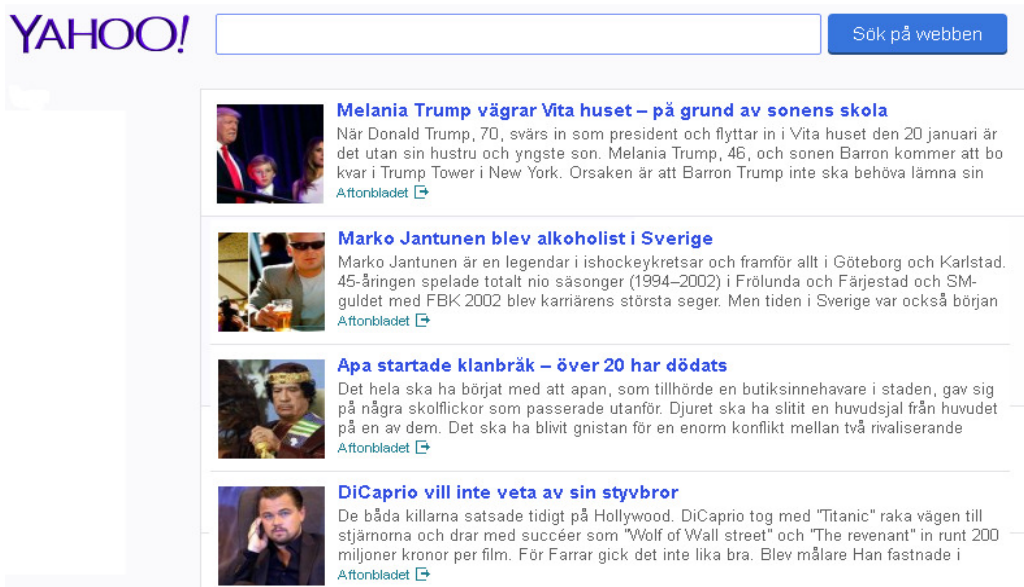 YAHOO!
Sök på webben
Melania Trump vägrar Vita huset – på grund av sonens skola
När Donald Trump, 70, svärs in som president och flyttar in i Vita huset den 20 januari är
det utan sin hustru och yngste son. Melania Trump, 46, och sonen Barron kommer att bo
kvar i Trump Tower i New York. Orsaken är att Barron Trump inte ska behöva lämna sin
Aftonbladet
Marko Jantunen blev alkoholist i Sverige
Marko Jantunen är en legendar i ishockeykretsar och framför allt i Göteborg och Karlstad.
45-åringen spelade totalt nio säsonger (1994–2002) i Frölunda och Färjestad och SM-
guldet med FBK 2002 blev karriärens största seger. Men tiden i Sverige var också början
Aftonbladet
Apa startade klanbråk – över 20 har dödats
Det hela ska ha börjat med att apan, som tillhörde en butiksinnehavare i staden, gav sig
på några skolflickor som passerade utanför. Djuret ska ha slitit en huvudsjal från huvudet
på en av dem. Det ska ha blivit gnistan för en enorm konflikt mellan två rivaliserande
Aftonbladet
DiCaprio vill inte veta av sin styvbror
De båda killarna satsade tidigt på Hollywood. DiCaprio tog med "Titanic" raka vägen till
stjärnorna och drar med succéer som "Wolf of Wall street" och "The revenant" in runt 200
miljoner kronor per film. För Farrar gick det inte lika bra. Blev målare Han fastnade i
Aftonbladet